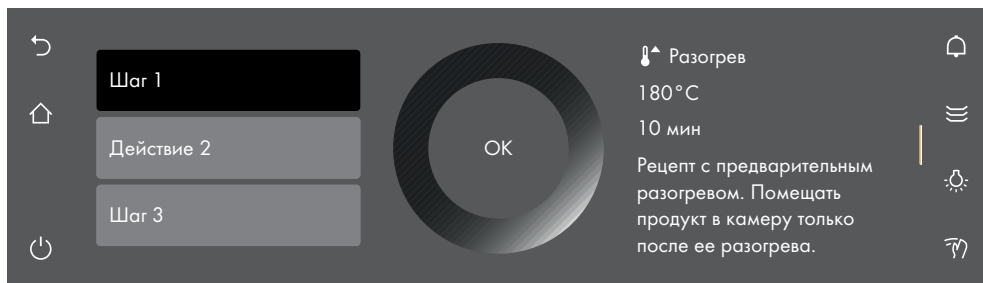 Шаг 1
Действие 2
Шаг 3
OK
Разогрев
180°C
10 мин
Рецепт с предварительным
разогревом. Помещать
продукт в камеру только
после ее разогрева.